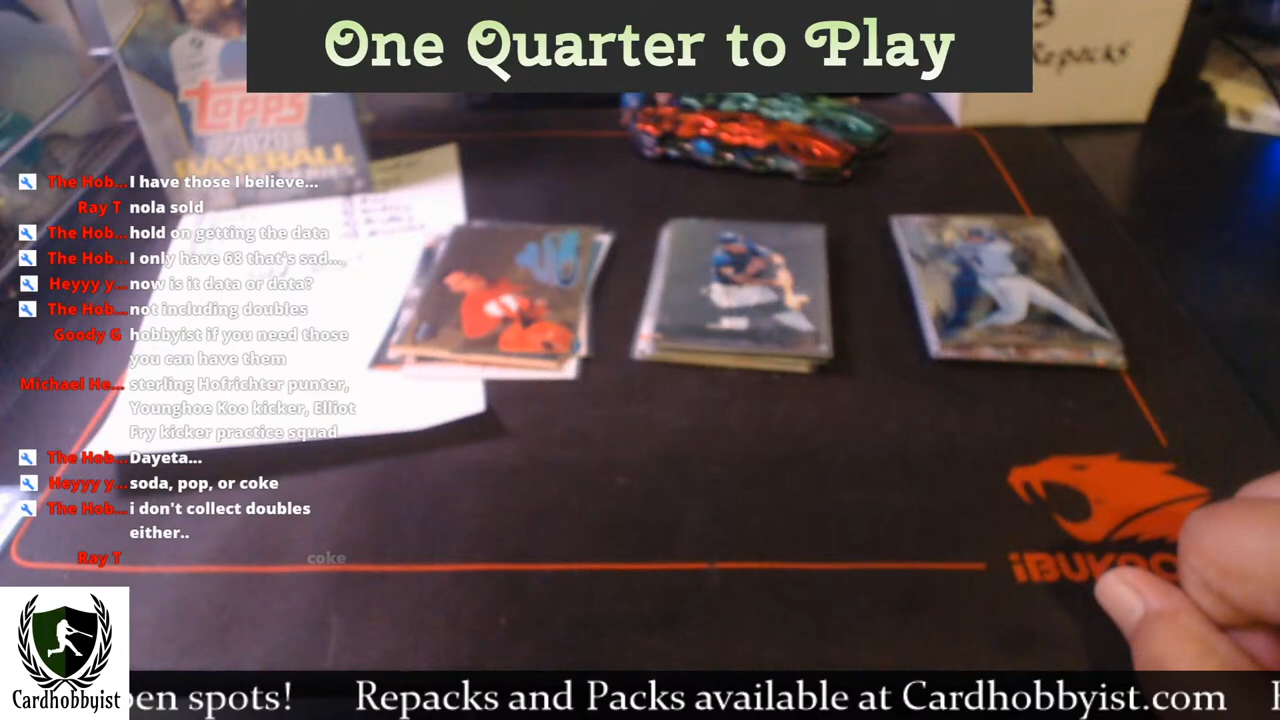 One Quarter to Play
Repacks
Topps
2020
BASEBALL
The Hob... I have those I believe...
Ray T nola sold
The Hob... hold on getting the data
The Hob... I only have 68 that's sad...
Heyyy y... now is it data or data?
The Hob... not including doubles
Goody G hobbyist if you need those
you can have them
Michael He... sterling Hofrichter punter,
Younghoe Koo kicker, Elliot
Fry kicker practice squad
The Hob... Dayeta...
Heyyy y... soda, pop, or coke
The Hob... i don't collect doubles
either..
Ray T coke
Cardhobbyist
pen spots! Repacks and Packs available at Cardhobbyist.com